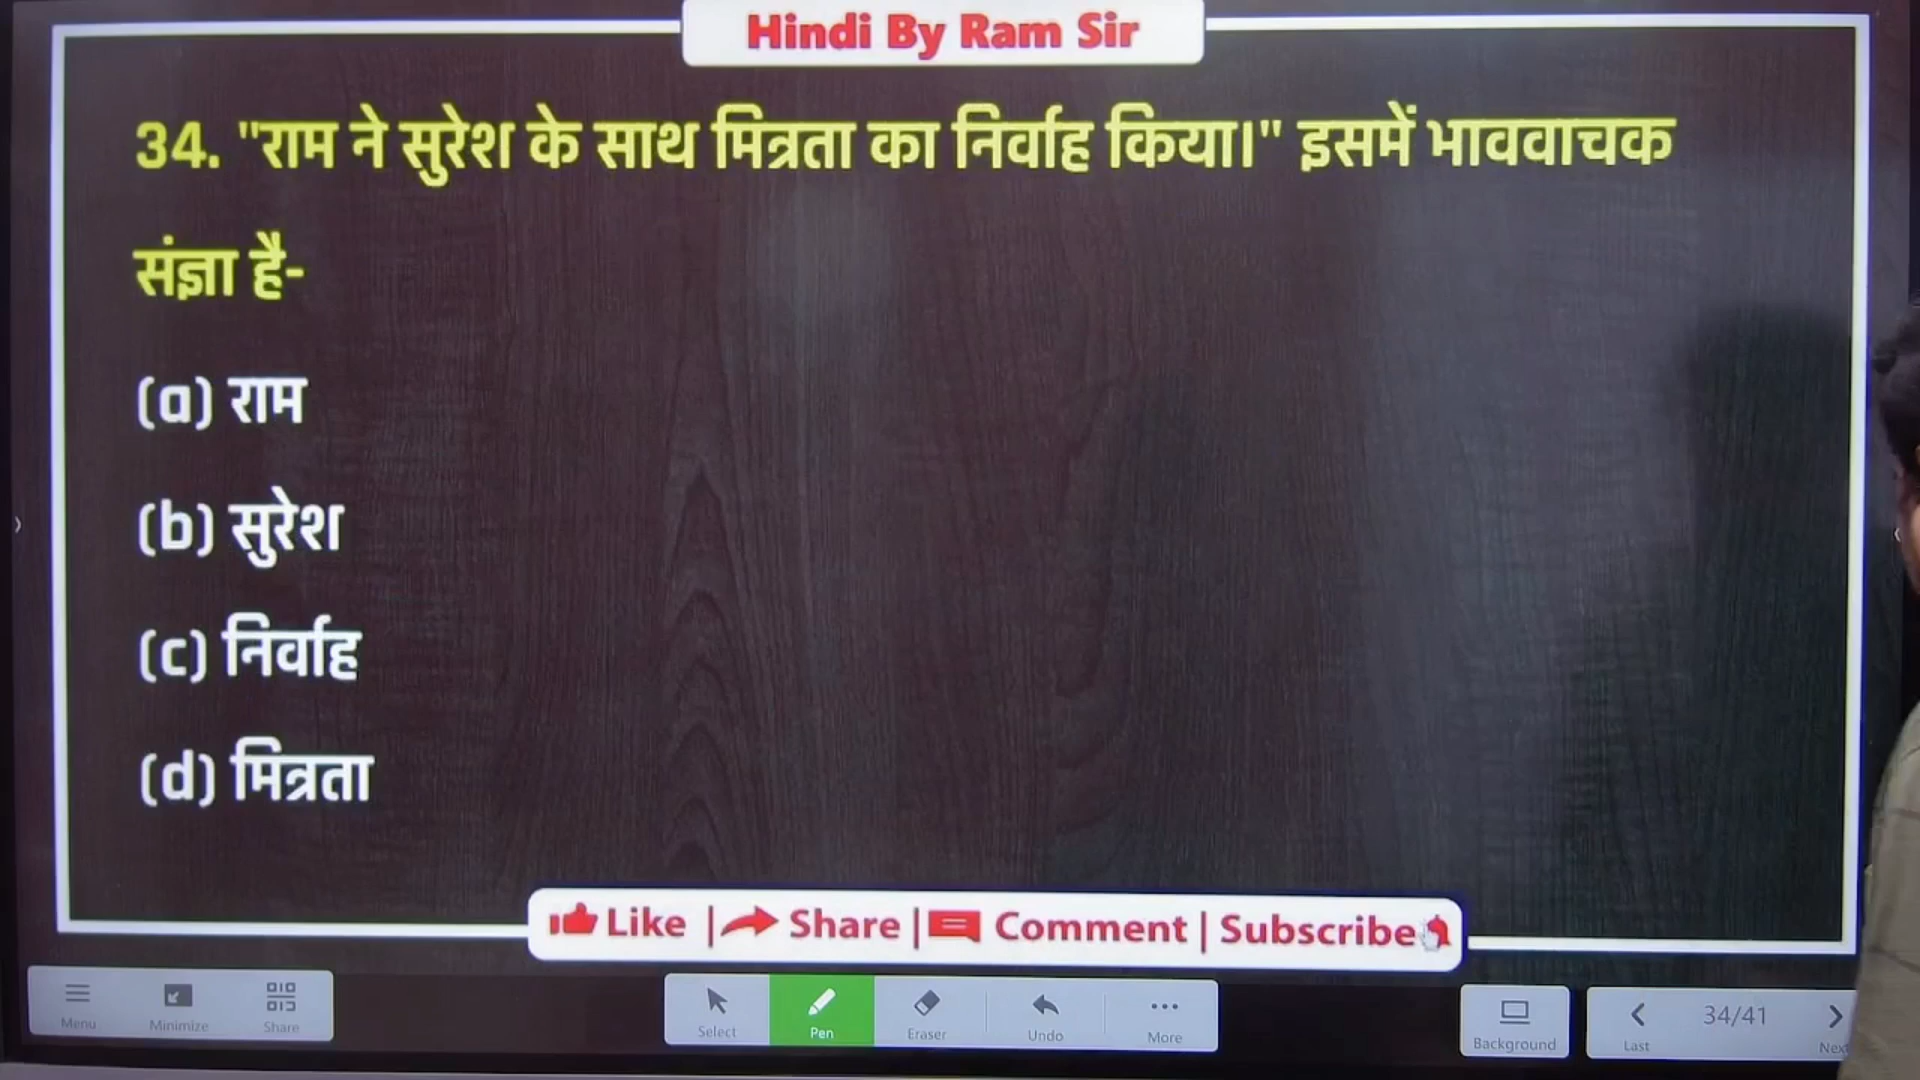 Hindi By Ram Sir
34. "राम ने सुरेश के साथ मित्रता का निर्वाह किया।" इसमें भाववाचक
संज्ञा है-
(a) राम
(b) सुरेश
(c) निर्वाह
(d) मित्रता
Like | Share | Comment | Subscribe
Menu Minimize Share Select Pen Eraser Undo More Background Last 34/41 Next